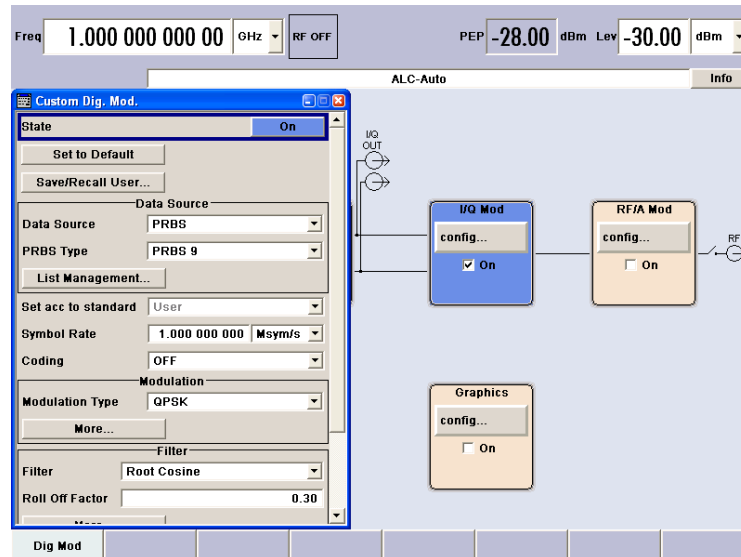 Freq 1.000 000 000 00 GHz RF OFF PEP -28.00 dBm Lev -30.00 dBm
ALC-Auto Info
Custom Dig. Mod.
State On
Set to Default
Save/Recall User...
Data Source
Data Source PRBS
PRBS Type PRBS 9
List Management...
Set acc to standard User
Symbol Rate 1.000 000 000 Msym/s
Coding OFF
Modulation
Modulation Type QPSK
More...
Filter
Filter Root Cosine
Roll Off Factor 0.30
I/Q
OUT
I/Q Mod
config...
On
RF/A Mod
config...
On
RF
Graphics
config...
On
Dig Mod